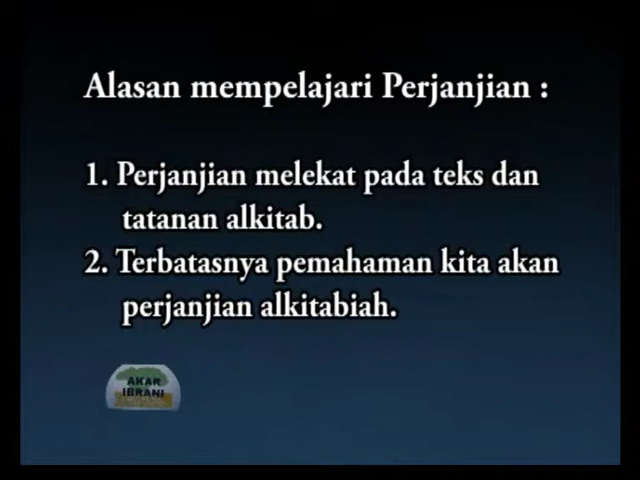 Alasan mempelajari Perjanjian :
1. Perjanjian melekat pada teks dan
tatanan alkitab.
2. Terbatasnya pemahaman kita akan
perjanjian alkitabiah.
AKAR
IBRANI